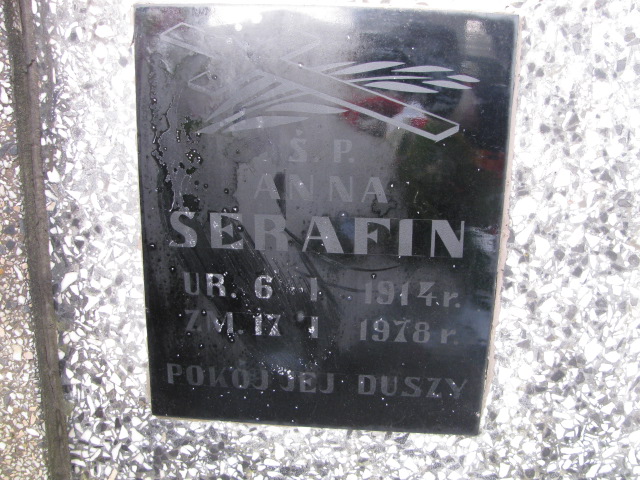 Ś.P.
ANNA
SERAFIN
UR. 6 I 1914 r.
ZM. 17 I 1978 r.
POKÓJ JEJ DUSZY